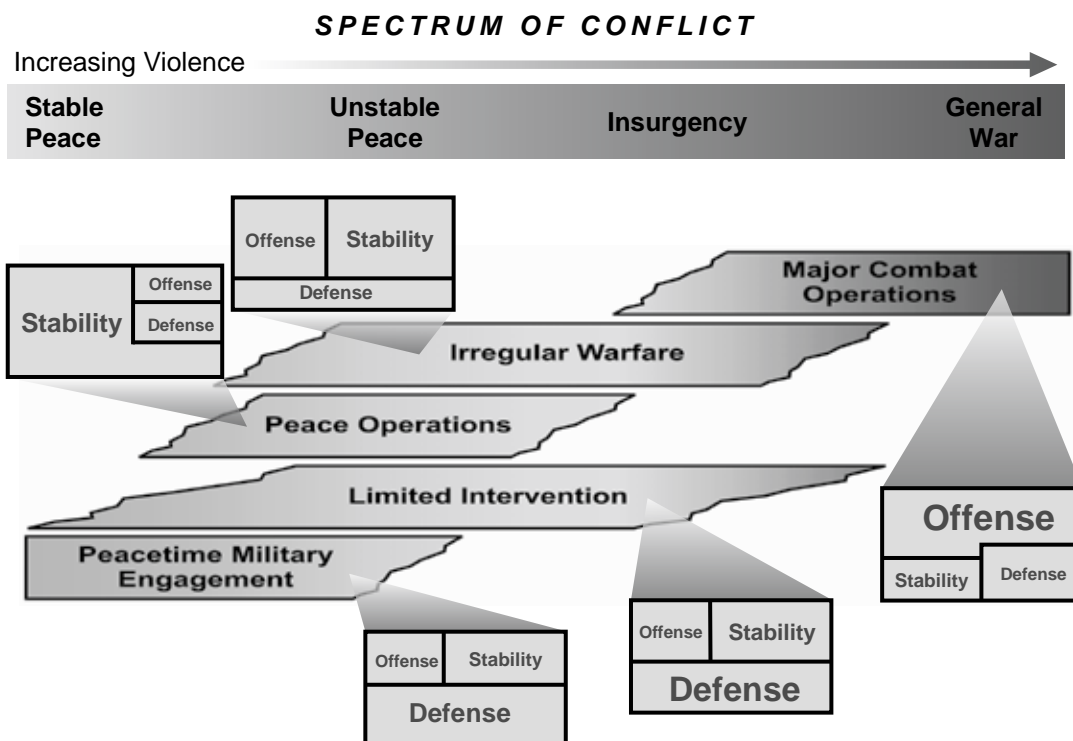 SPECTRUM OF CONFLICT
Increasing Violence
Stable
Peace
Unstable
Peace
Insurgency
General
War
Offense
Stability
Defense
Stability
Offense
Defense
Major Combat
Operations
Irregular Warfare
Peace Operations
Limited Intervention
Peacetime Military
Engagement
Offense
Stability
Defense
Offense
Stability
Defense
Offense
Stability
Defense